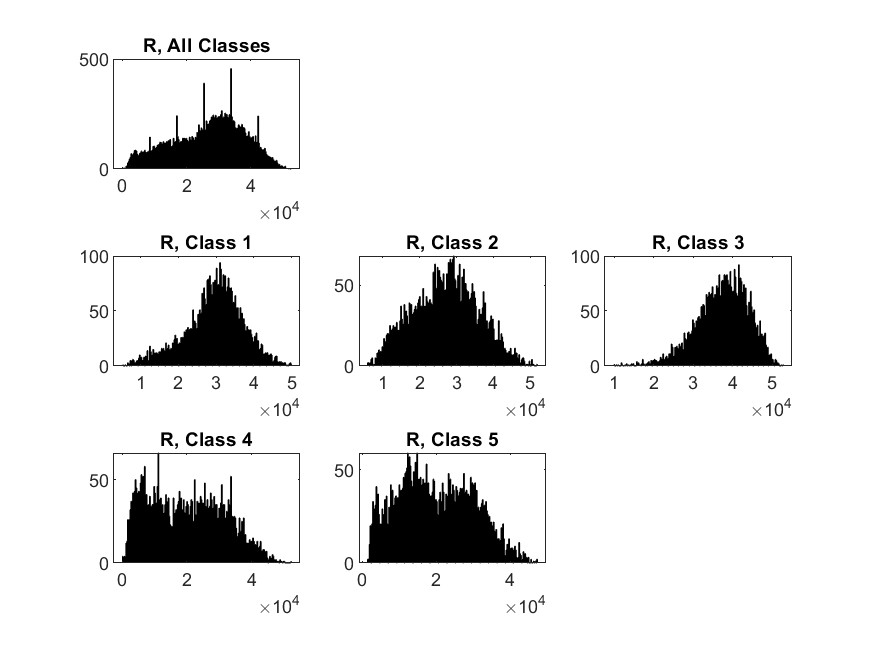 R, All Classes
500
0
0 2 4
×10⁴
R, Class 1 R, Class 2 R, Class 3
100 50 100
50 50
0 0 0
1 2 3 4 5 1 2 3 4 5 1 2 3 4 5
×10⁴ ×10⁴ ×10⁴
R, Class 4 R, Class 5
50 50
0 0
0 2 4 0 2 4
×10⁴ ×10⁴